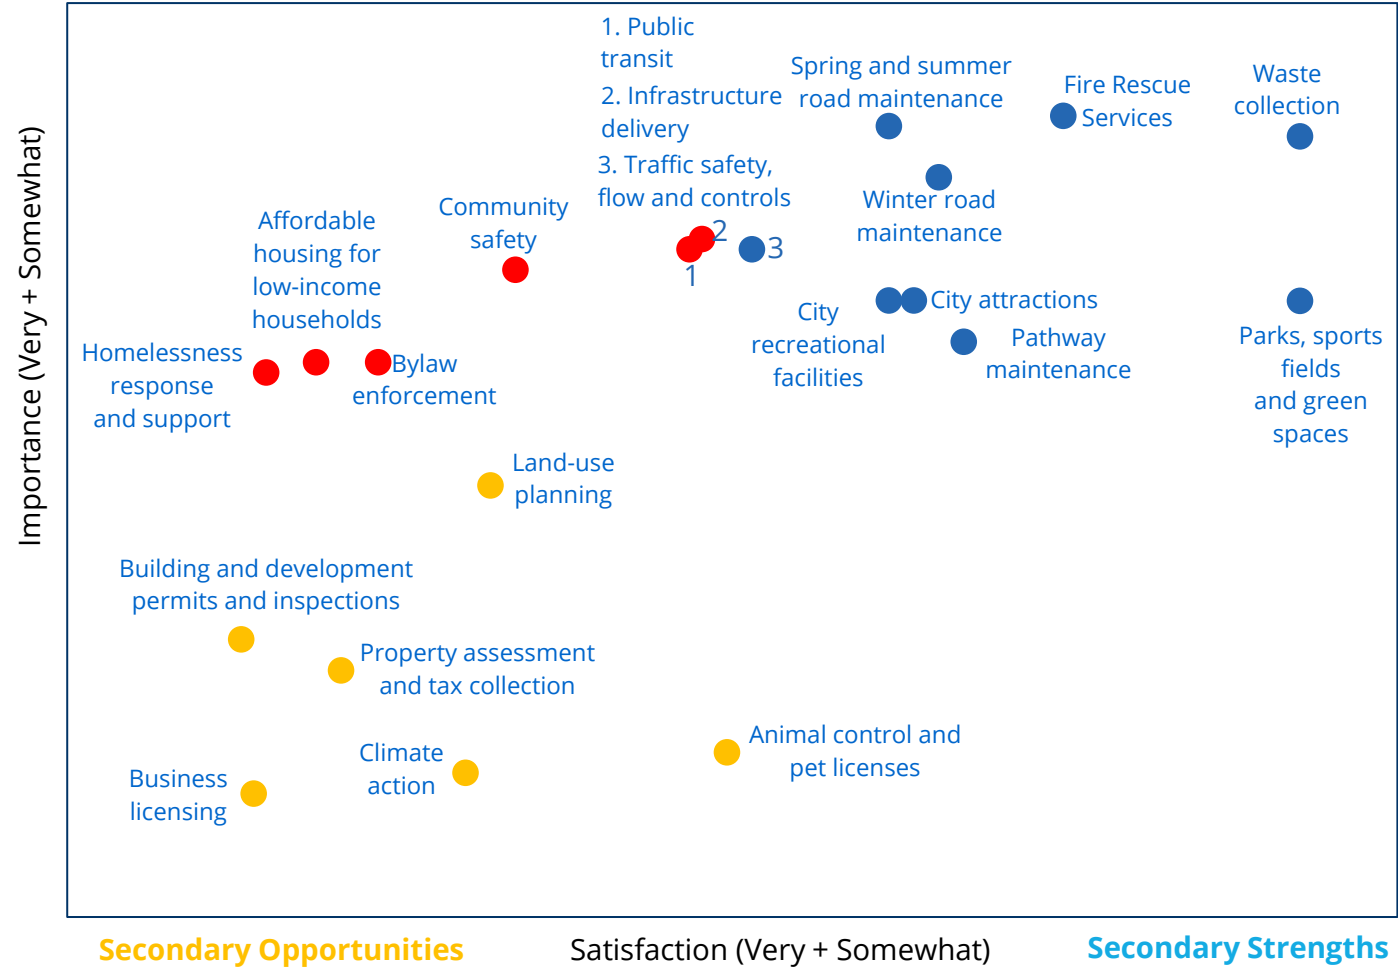 1. Public
transit
2. Infrastructure
delivery
3. Traffic safety,
flow and controls
Spring and summer
road maintenance
Fire Rescue
Services
Waste
collection
Winter road
maintenance
Community
safety
Affordable
housing for
low-income
households
2
3
1
Homelessness
response
and support
Bylaw
enforcement
City
recreational
facilities
City attractions
Pathway
maintenance
Parks, sports
fields
and green
spaces
Importance (Very + Somewhat)
Land-use
planning
Building and development
permits and inspections
Property assessment
and tax collection
Climate
action
Business
licensing
Animal control and
pet licenses
Secondary Opportunities
Satisfaction (Very + Somewhat)
Secondary Strengths